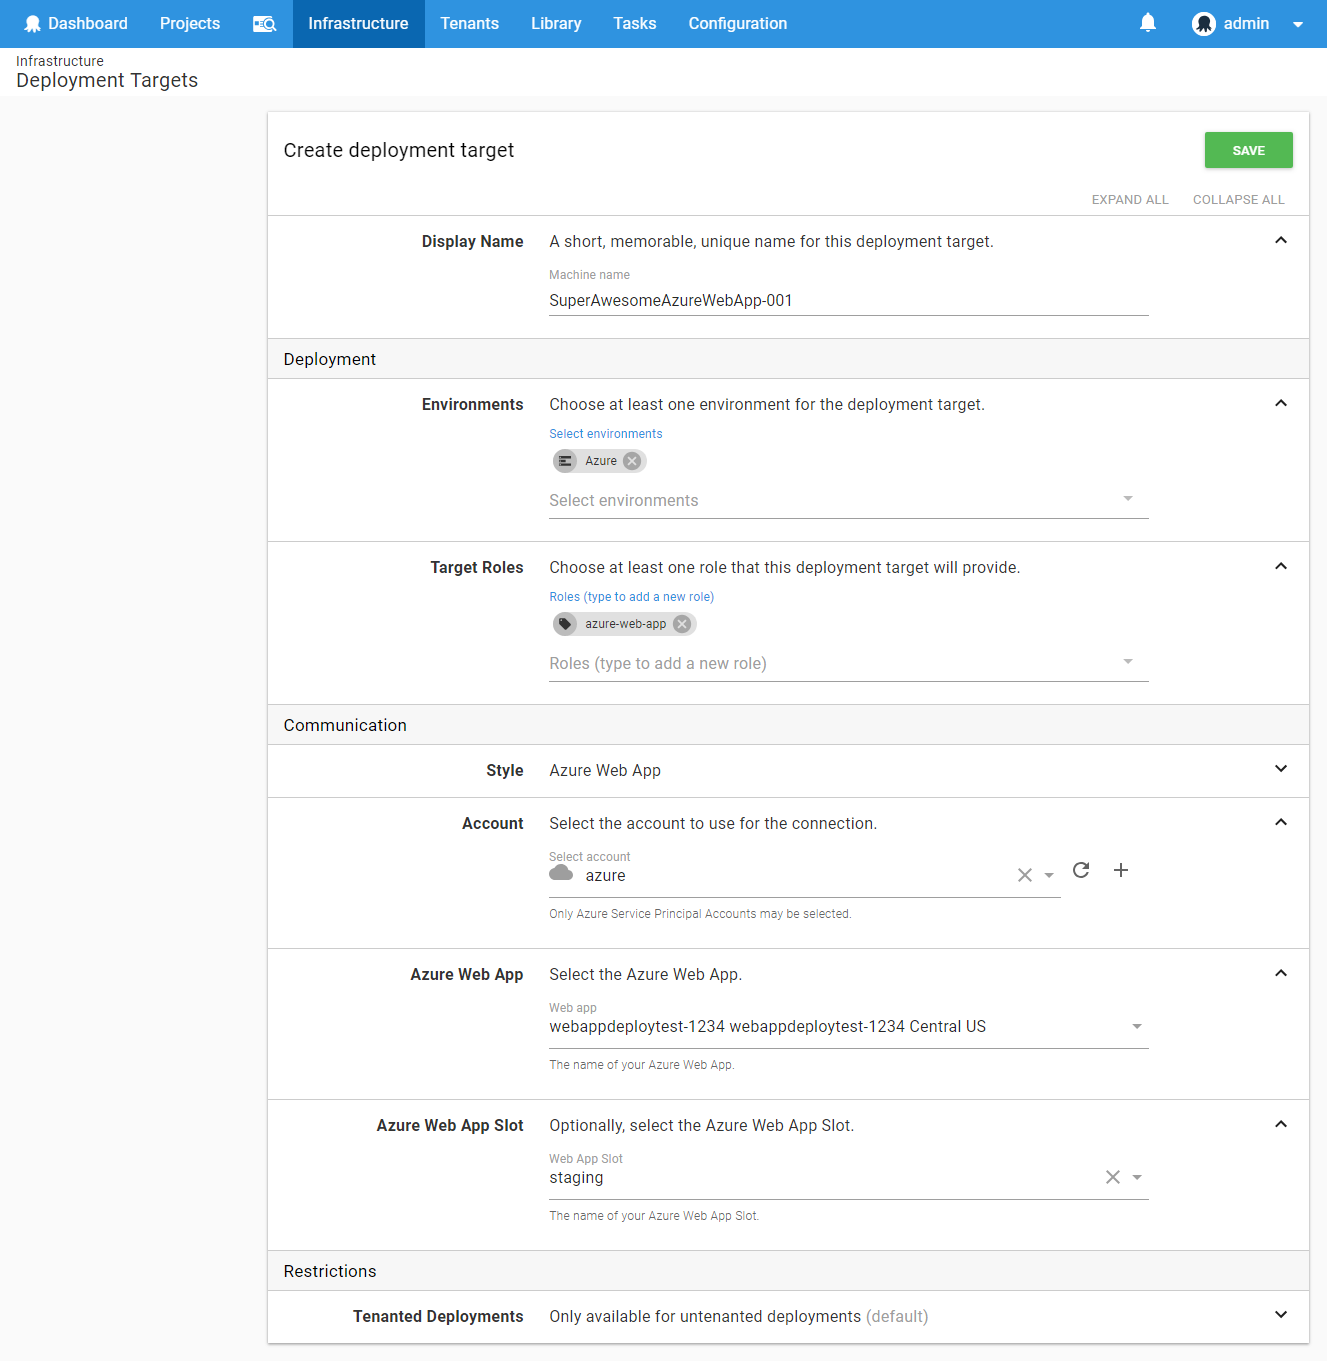 Dashboard Projects Infrastructure Tenants Library Tasks Configuration admin
Infrastructure
Deployment Targets
Create deployment target
SAVE
EXPAND ALL COLLAPSE ALL
Display Name A short, memorable, unique name for this deployment target.
Machine name
SuperAwesomeAzureWebApp-001
Deployment
Environments Choose at least one environment for the deployment target.
Select environments
Azure
Select environments
Target Roles Choose at least one role that this deployment target will provide.
Roles (type to add a new role)
azure-web-app
Roles (type to add a new role)
Communication
Style Azure Web App
Account Select the account to use for the connection.
Select account
azure
Only Azure Service Principal Accounts may be selected.
Azure Web App Select the Azure Web App.
Web app
webappdeploytest-1234 webappdeploytest-1234 Central US
The name of your Azure Web App.
Azure Web App Slot Optionally, select the Azure Web App Slot.
Web App Slot
staging
The name of your Azure Web App Slot.
Restrictions
Tenanted Deployments Only available for untenanted deployments (default)